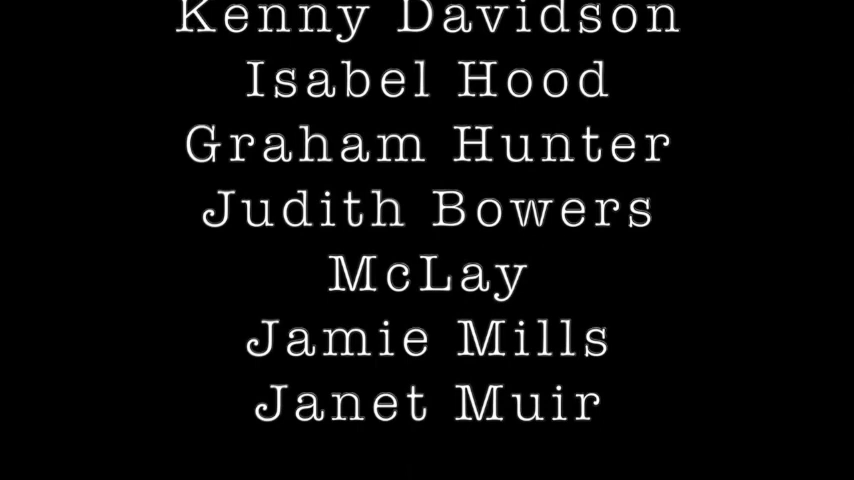 Kenny Davidson
Isabel Hood
Graham Hunter
Judith Bowers
McLay
Jamie Mills
Janet Muir